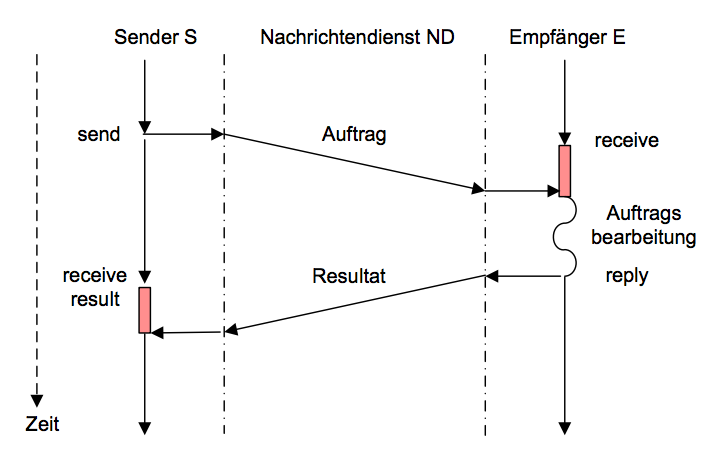 Sender S
Nachrichtendienst ND
Empfänger E
send
Auftrag
receive
Auftrags
bearbeitung
receive
result
Resultat
reply
Zeit